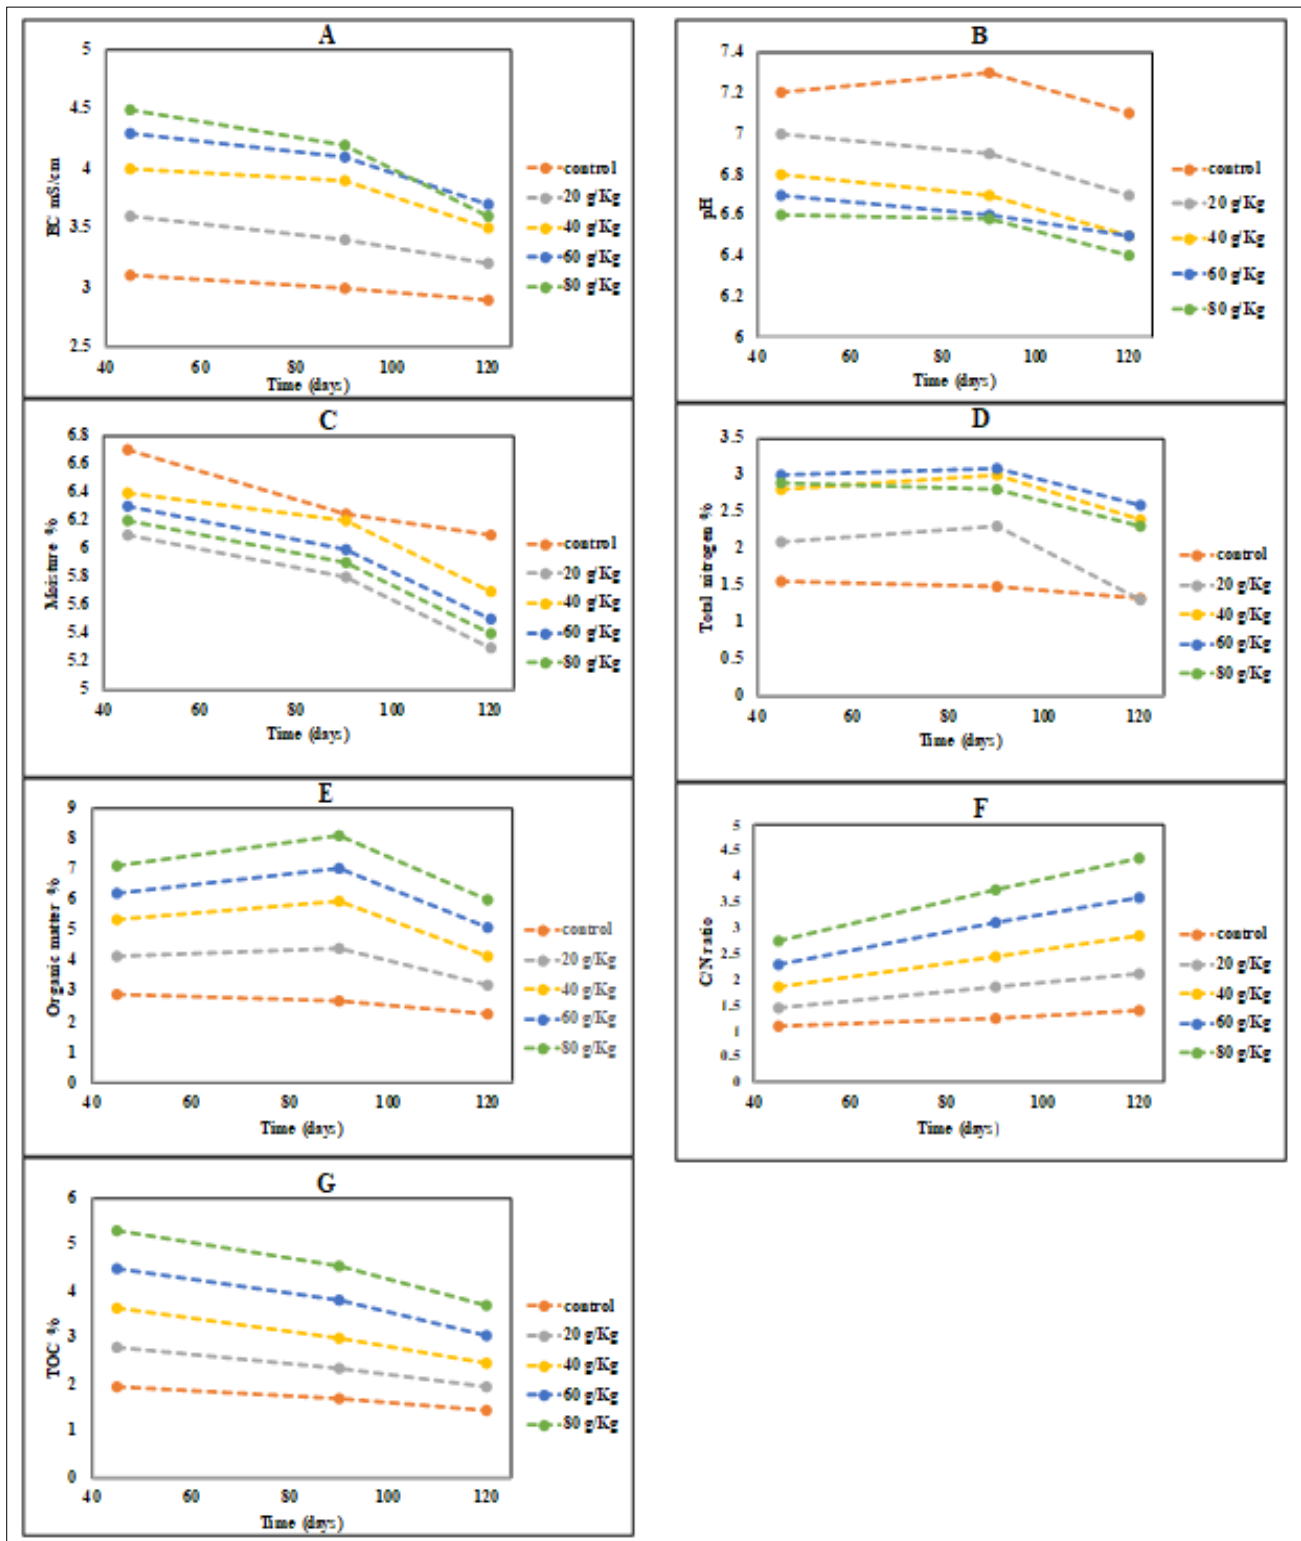 A
5
4.5
4
3.5
3
2.5
EC mS/cm
40 60 80 100 120
Time (days)
control
20 g/Kg
40 g/Kg
60 g/Kg
80 g/Kg
B
7.4
7.2
7
6.8
6.6
6.4
6.2
6
pH
40 60 80 100 120
Time (days)
control
20 g/Kg
40 g/Kg
60 g/Kg
80 g/Kg
C
6.8
6.6
6.4
6.2
6
5.8
5.6
5.4
5.2
5
Moisture %
40 60 80 100 120
Time (days)
control
20 g/Kg
40 g/Kg
60 g/Kg
80 g/Kg
D
3.5
3
2.5
2
1.5
1
0.5
0
Total nitrogen %
40 60 80 100 120
Time (days)
control
20 g/Kg
40 g/Kg
60 g/Kg
80 g/Kg
E
9
8
7
6
5
4
3
2
1
0
Organic matter %
40 60 80 100 120
Time (days)
control
20 g/Kg
40 g/Kg
60 g/Kg
80 g/Kg
F
5
4.5
4
3.5
3
2.5
2
1.5
1
0.5
0
C/N ratio
40 60 80 100 120
Time (days)
control
20 g/Kg
40 g/Kg
60 g/Kg
80 g/Kg
G
6
5
4
3
2
1
0
TOC %
40 60 80 100 120
Time (days)
control
20 g/Kg
40 g/Kg
60 g/Kg
80 g/Kg